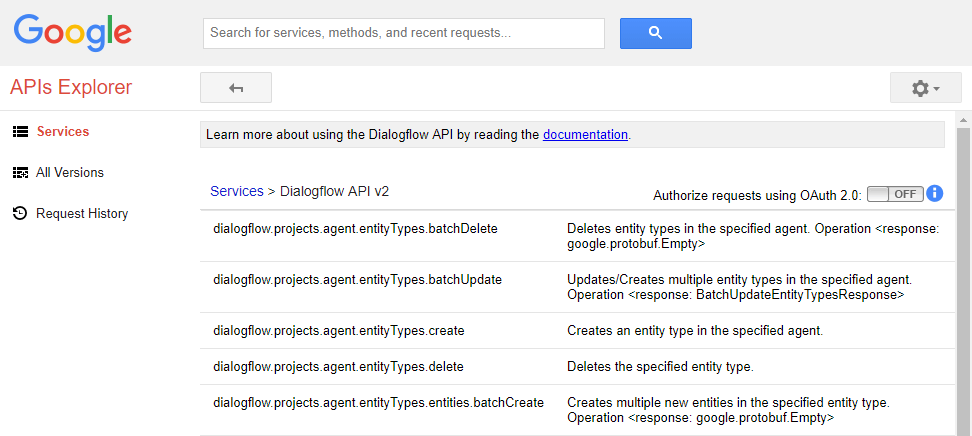 Google
Search for services, methods, and recent requests...
APIs Explorer
Services
All Versions
Request History
Learn more about using the Dialogflow API by reading the documentation.
Services > Dialogflow API v2
Authorize requests using OAuth 2.0: OFF i
dialogflow.projects.agent.entityTypes.batchDelete
Deletes entity types in the specified agent. Operation <response:
google.protobuf.Empty>
dialogflow.projects.agent.entityTypes.batchUpdate
Updates/Creates multiple entity types in the specified agent.
Operation <response: BatchUpdateEntityTypesResponse>
dialogflow.projects.agent.entityTypes.create
Creates an entity type in the specified agent.
dialogflow.projects.agent.entityTypes.delete
Deletes the specified entity type.
dialogflow.projects.agent.entityTypes.entities.batchCreate
Creates multiple new entities in the specified entity type.
Operation <response: google.protobuf.Empty>